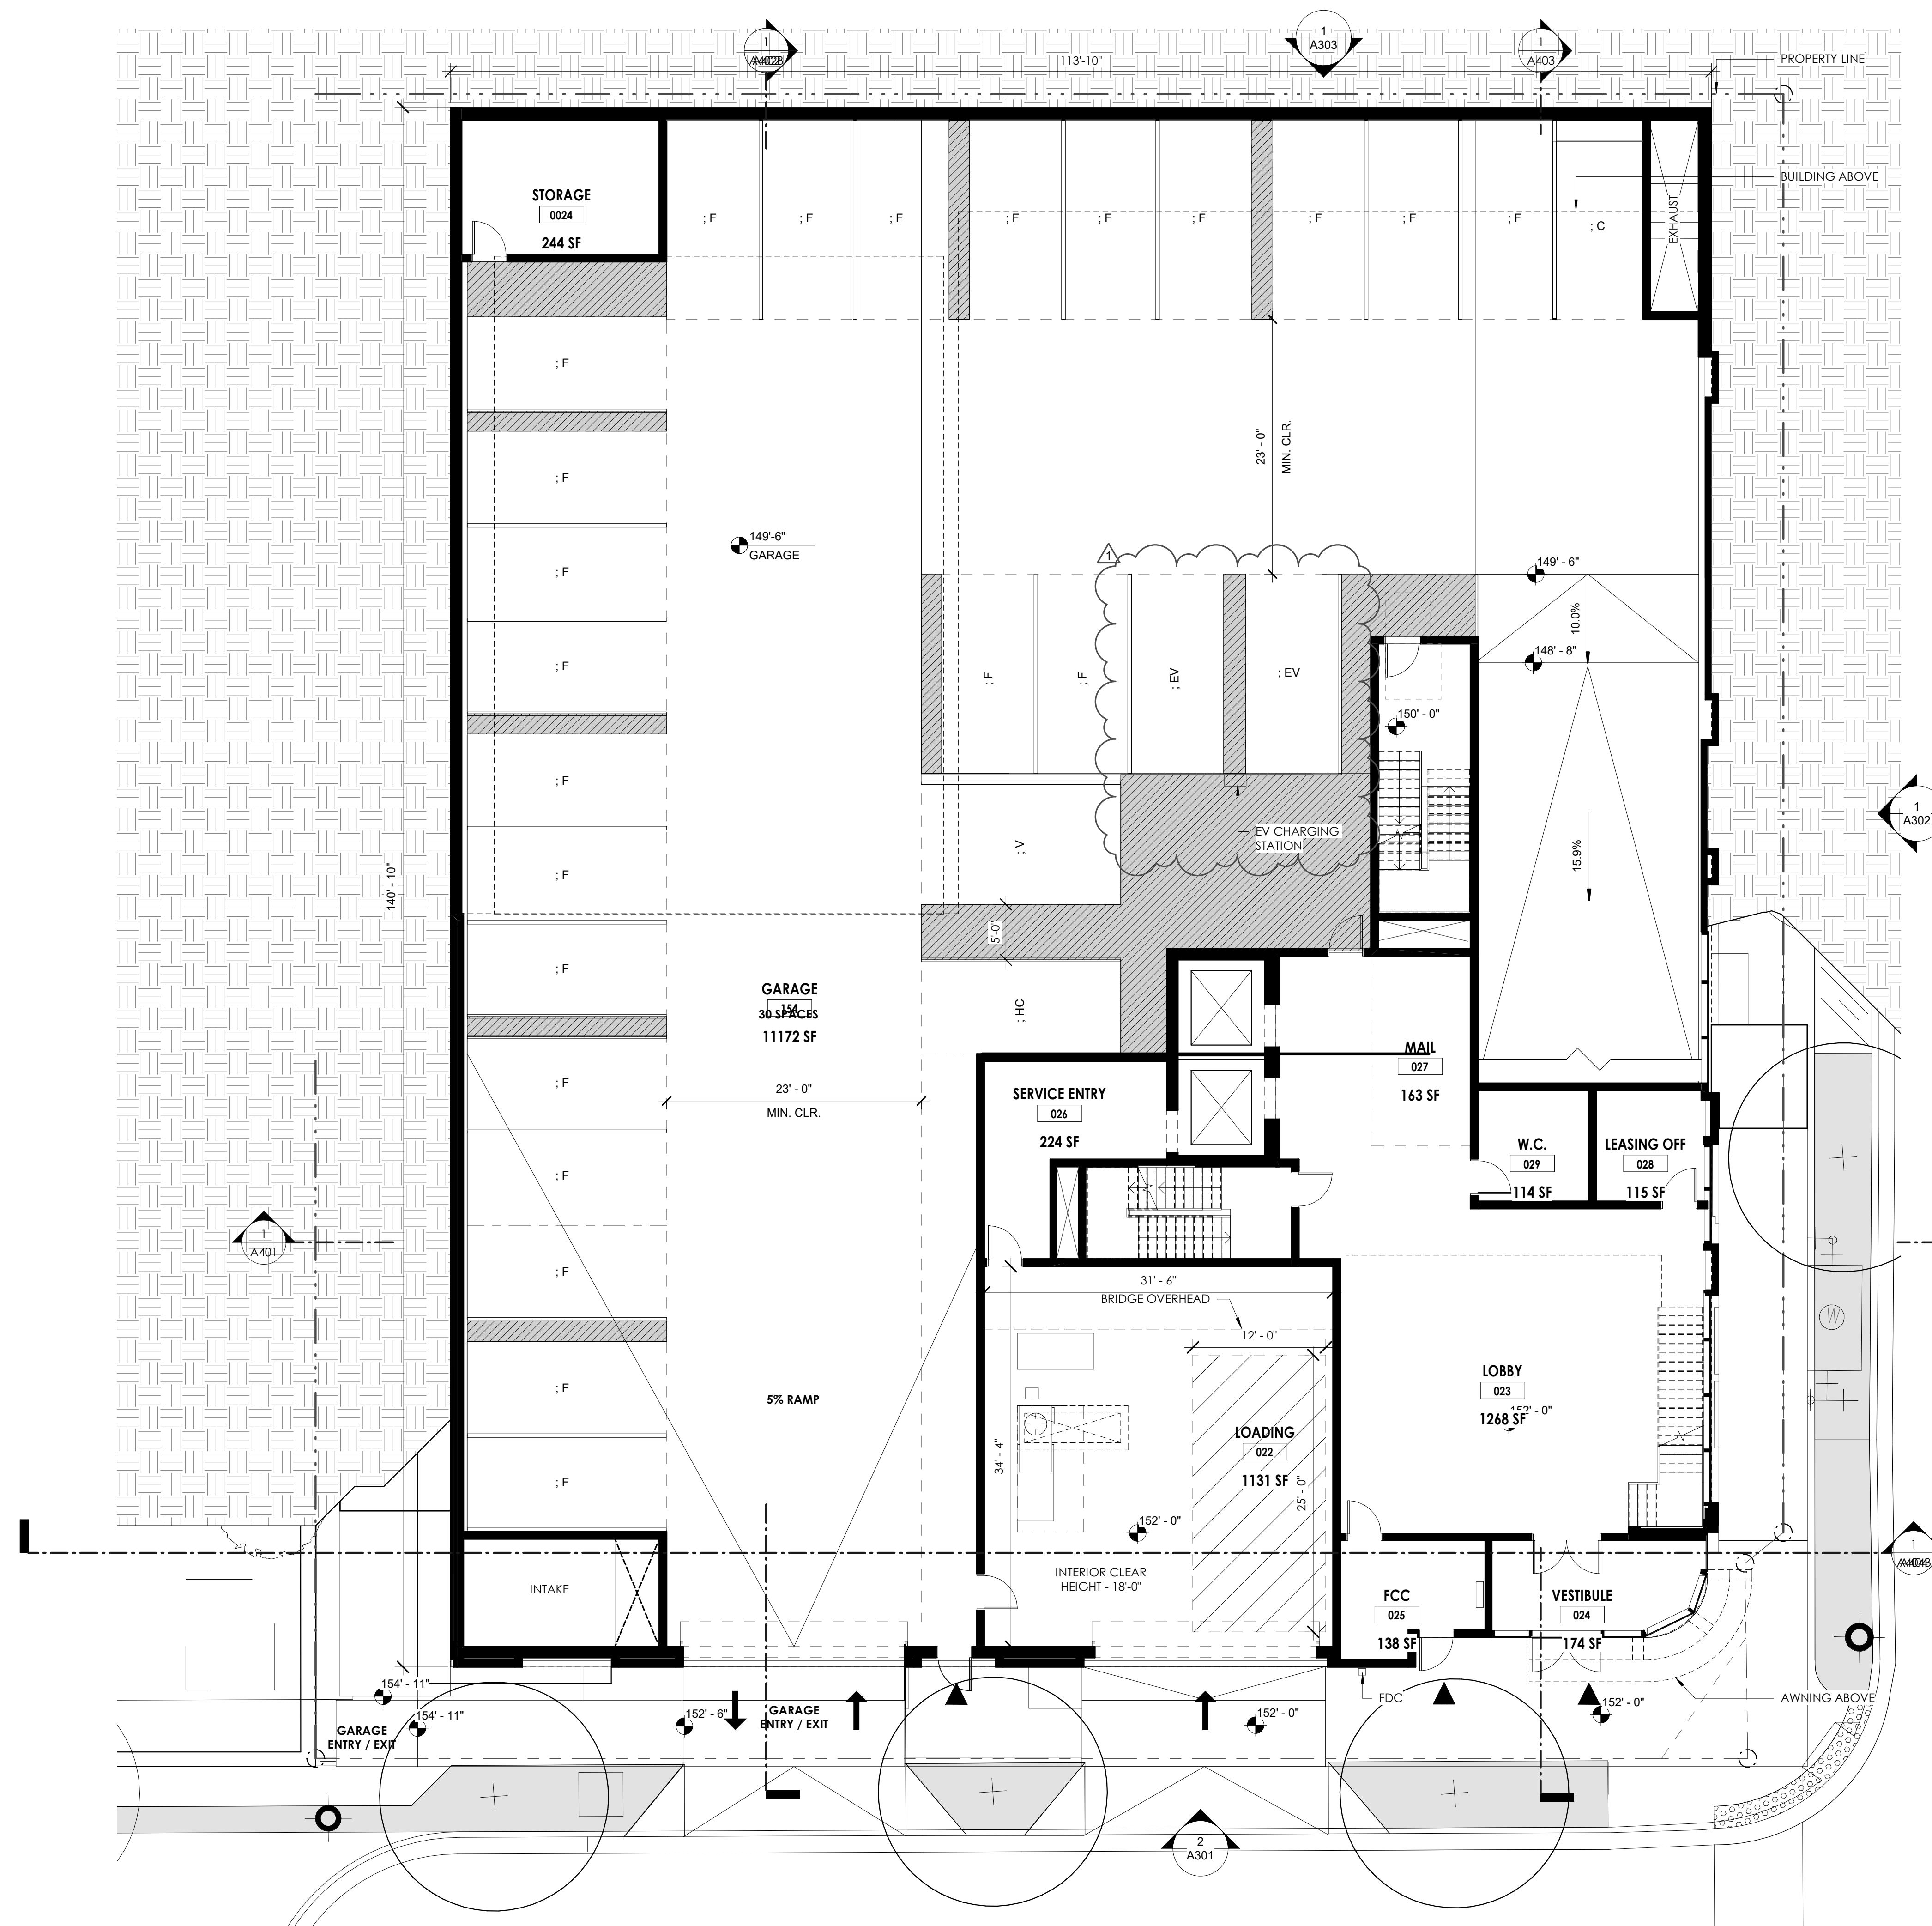 1
A303
1
1
A403
113'-10"
PROPERTY LINE
BUILDING ABOVE
EXHAUST
STORAGE
0024
244 SF
; F
; F
; F
; F
; F
; F
; F
; F
; F
; C
; F
; F
; F
; F
; F
; F
; F
; F
; F
; F
; F
; F
23' - 0"
MIN. CLR.
149'-6"
GARAGE
1
149' - 6"
10.0%
148' - 8"
; F
; F
; EV
; EV
150' - 0"
15.9%
1
A302
EV CHARGING
STATION
; V
140' - 10"
5'-0"
; HC
GARAGE
154
30 SPACES
11172 SF
23' - 0"
MIN. CLR.
MAIL
027
163 SF
SERVICE ENTRY
026
224 SF
W.C.
029
114 SF
LEASING OFF
028
115 SF
1
A401
31' - 6"
BRIDGE OVERHEAD
12' - 0"
LOBBY
023
1268 SF
152' - 0"
5% RAMP
34' - 4"
LOADING
022
1131 SF
25' - 0"
152' - 0"
INTERIOR CLEAR
HEIGHT - 18'-0"
1
INTAKE
FCC
025
138 SF
VESTIBULE
024
174 SF
154' - 11"
154' - 11"
GARAGE
ENTRY / EXIT
152' - 6"
GARAGE
ENTRY / EXIT
152' - 0"
FDC
152' - 0"
AWNING ABOVE
2
A301
W